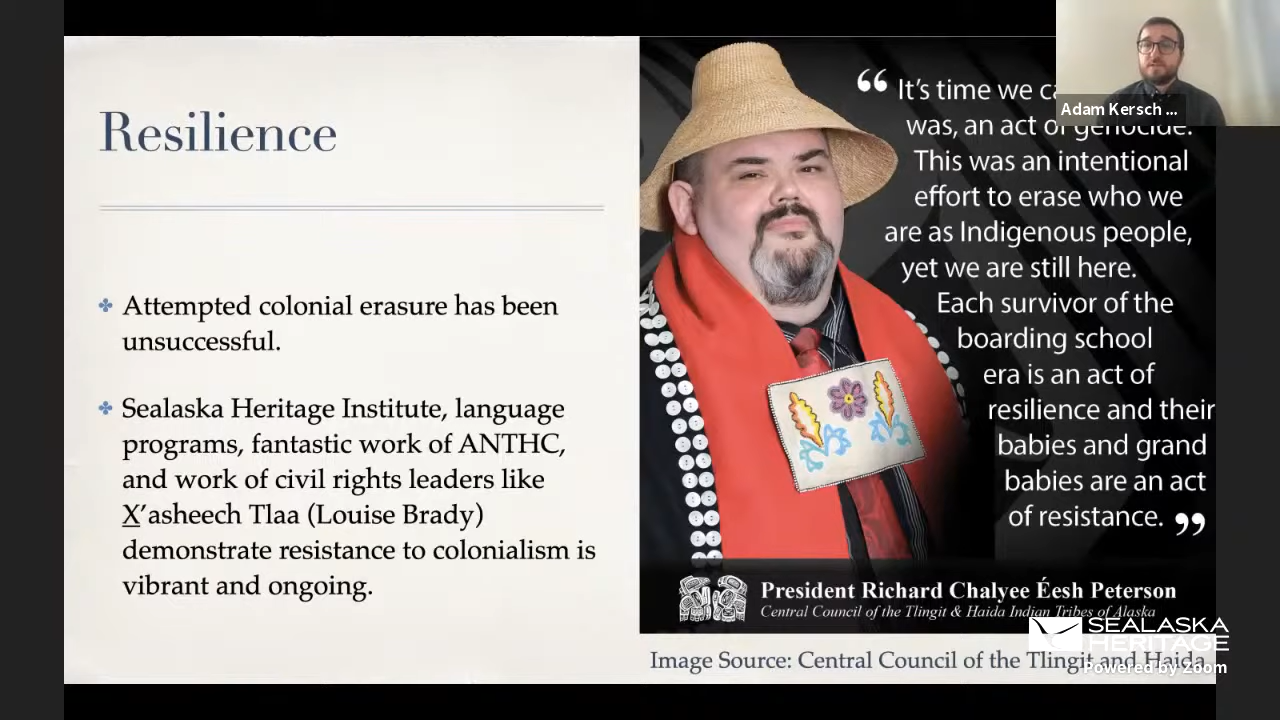 Resilience
Attempted colonial erasure has been
unsuccessful.
Sealaska Heritage Institute, language
programs, fantastic work of ANTHC,
and work of civil rights leaders like
X̲’asheech Tlaa (Louise Brady)
demonstrate resistance to colonialism is
vibrant and ongoing.
“ It’s time we
was, an act of genocide.
This was an intentional
effort to erase who we
are as Indigenous people,
yet we are still here.
Each survivor of the
boarding school
era is an act of
resilience and their
babies and grand
babies are an act
of resistance. ”
President Richard Chalyee Éesh Peterson
Central Council of the Tlingit & Haida Indian Tribes of Alaska
Image Source: Central Council of the Tlingit and Haida
Adam Kersch ...
SEALASKA
HERITAGE
Powered by Zoom